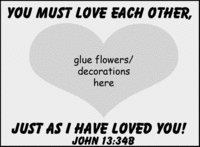 YOU MUST LOVE EACH OTHER,
glue flowers/
decorations
here
JUST AS I HAVE LOVED YOU!
JOHN 13:34B